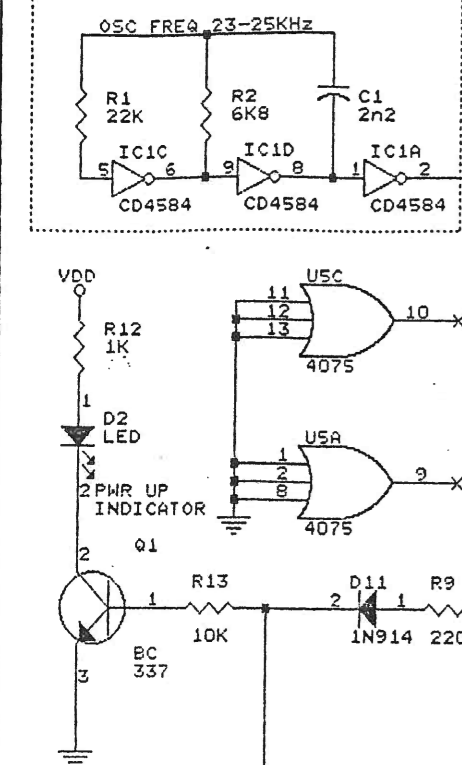 OSC FREQ 23-25KHz
R1
22K
R2
6K8
C1
2n2
IC1C
IC1D
IC1A
5
6
9
8
1
2
CD4584
CD4584
CD4584
VDD
R12
1K
1
D2
LED
2 PWR UP
INDICATOR
U5C
11
12
13
10
4075
U5A
1
2
8
9
4075
Q1
2
1
3
BC
337
R13
10K
2
D11
1
1N914
R9